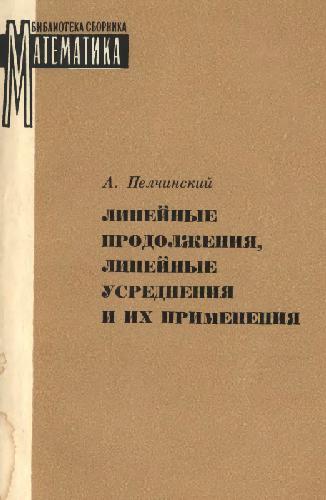 БИБЛИОТЕКА СБОРНИКА
МАТЕМАТИКА
А. Пелчинский
ЛИНЕЙНЫЕ
ПРОДОЛЖЕНИЯ,
ЛИНЕЙНЫЕ
УСРЕДНЕНИЯ
И ИХ ПРИМЕНЕНИЯ